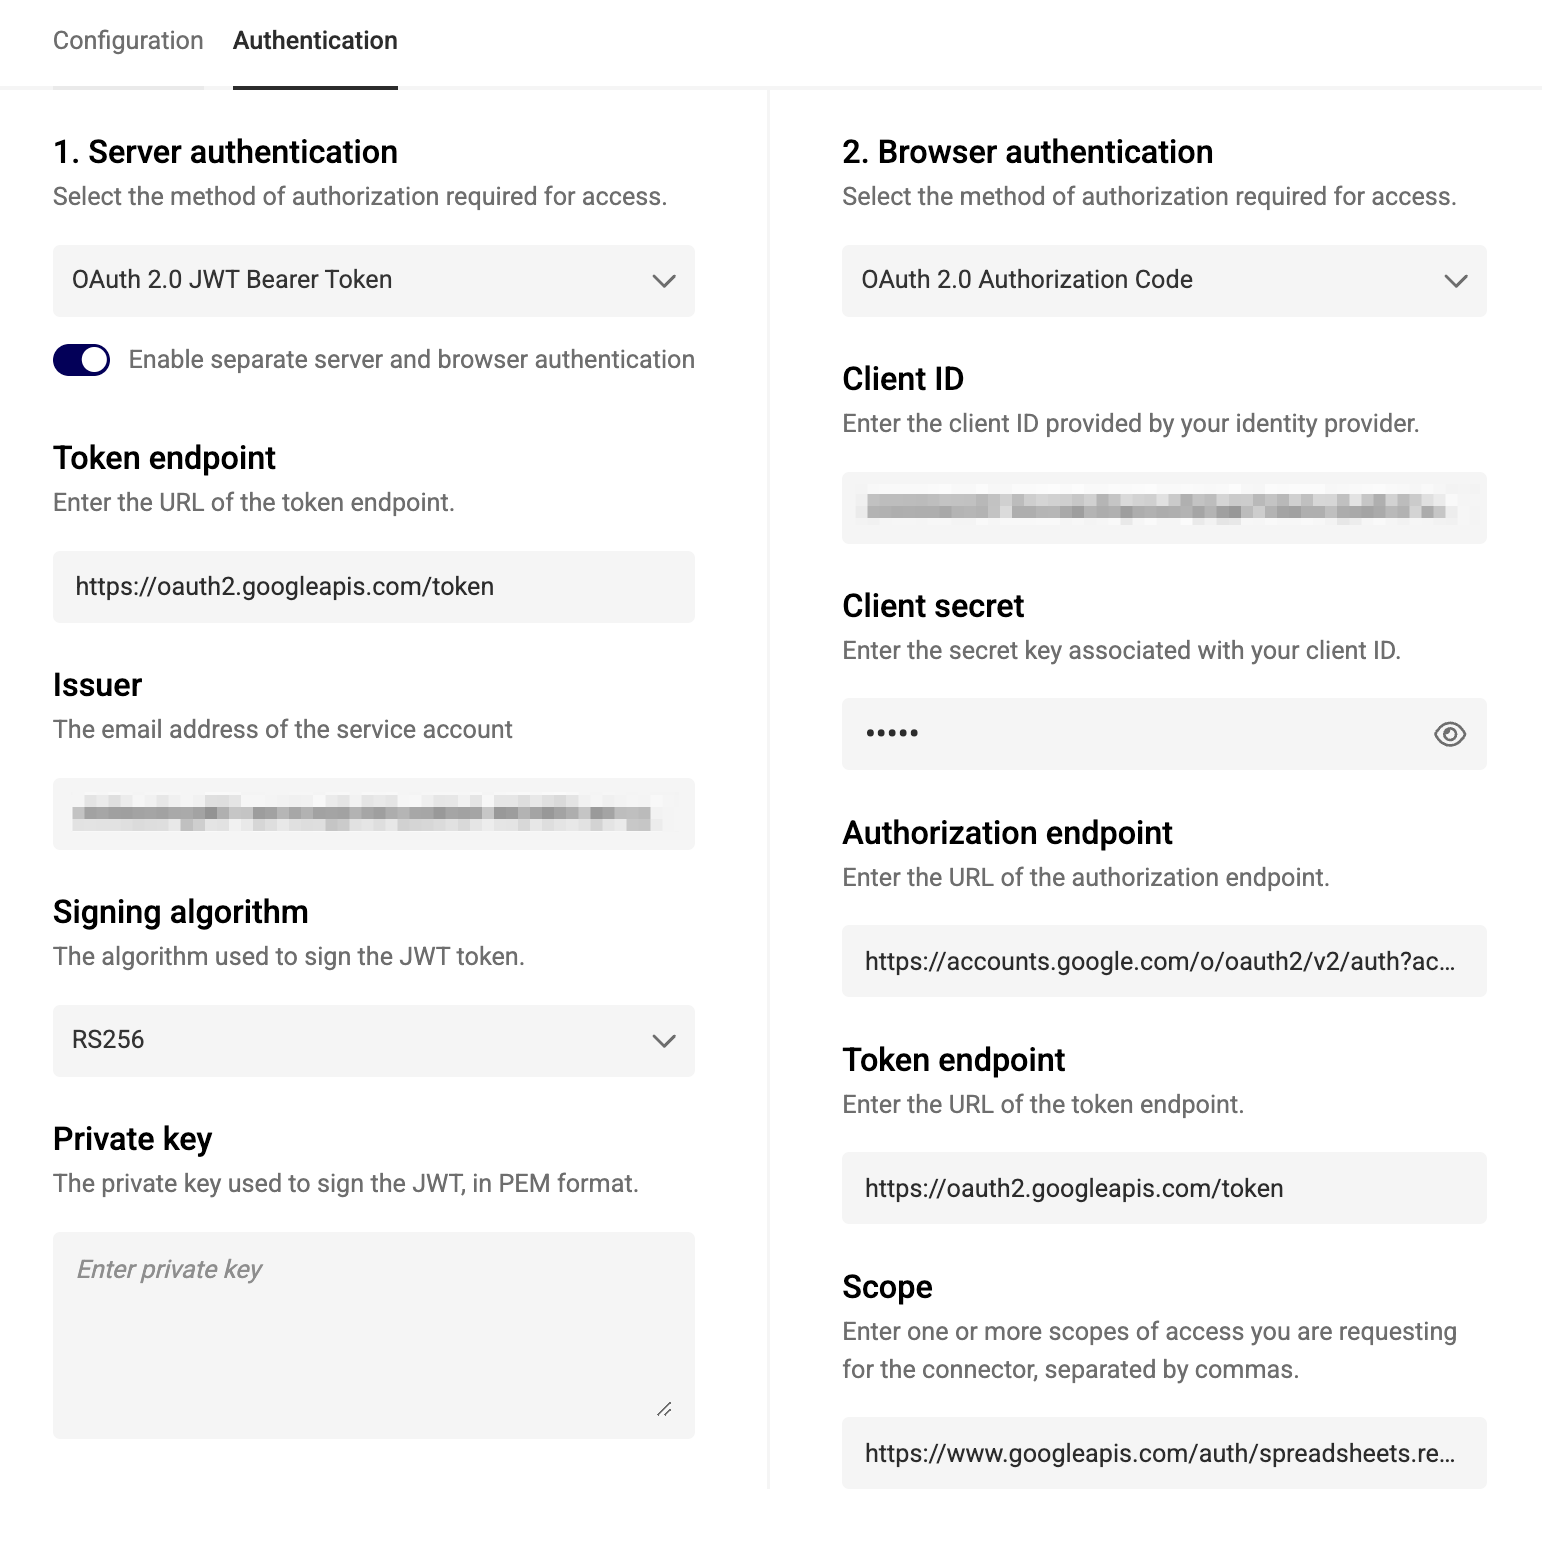 Configuration
Authentication
1. Server authentication
Select the method of authorization required for access.
OAuth 2.0 JWT Bearer Token
Enable separate server and browser authentication
Token endpoint
Enter the URL of the token endpoint.
https://oauth2.googleapis.com/token
Issuer
The email address of the service account
Signing algorithm
The algorithm used to sign the JWT token.
RS256
Private key
The private key used to sign the JWT, in PEM format.
Enter private key
2. Browser authentication
Select the method of authorization required for access.
OAuth 2.0 Authorization Code
Client ID
Enter the client ID provided by your identity provider.
Client secret
Enter the secret key associated with your client ID.
•••••
Authorization endpoint
Enter the URL of the authorization endpoint.
https://accounts.google.com/o/oauth2/v2/auth?ac...
Token endpoint
Enter the URL of the token endpoint.
https://oauth2.googleapis.com/token
Scope
Enter one or more scopes of access you are requesting
for the connector, separated by commas.
https://www.googleapis.com/auth/spreadsheets.re...